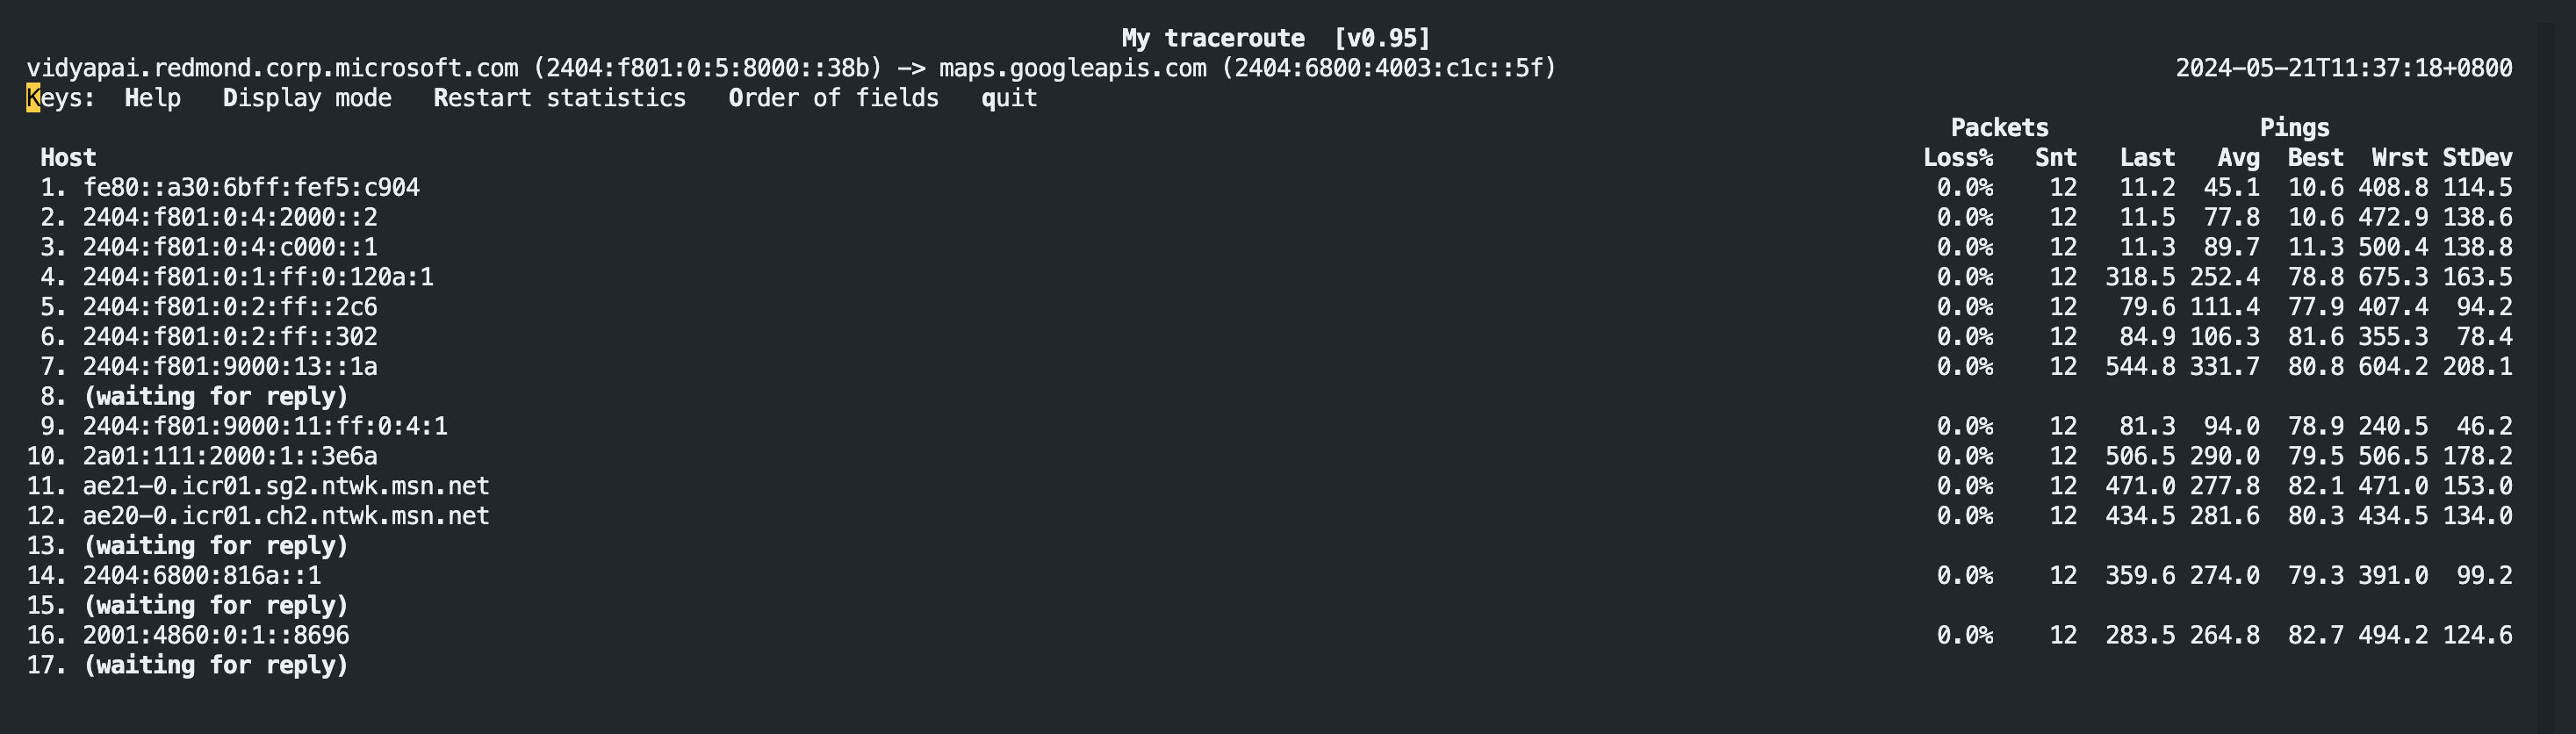 My traceroute  [v0.95]
vidyapai.redmond.corp.microsoft.com (2404:f801:0:5:8000::38b) -> maps.googleapis.com (2404:6800:4003:c1c::5f) 2024-05-21T11:37:18+0800
Keys:  Help   Display mode   Restart statistics   Order of fields   quit
Packets Pings
Host Loss% Snt Last Avg Best Wrst StDev
1. fe80::a30:6bff:fef5:c904 0.0% 12 11.2 45.1 10.6 408.8 114.5
2. 2404:f801:0:4:2000::2 0.0% 12 11.5 77.8 10.6 472.9 138.6
3. 2404:f801:0:4:c000::1 0.0% 12 11.3 89.7 11.3 500.4 138.8
4. 2404:f801:0:1:ff:0:120a:1 0.0% 12 318.5 252.4 78.8 675.3 163.5
5. 2404:f801:0:2:ff::2c6 0.0% 12 79.6 111.4 77.9 407.4 94.2
6. 2404:f801:0:2:ff::302 0.0% 12 84.9 106.3 81.6 355.3 78.4
7. 2404:f801:9000:13::1a 0.0% 12 544.8 331.7 80.8 604.2 208.1
8. (waiting for reply)
9. 2404:f801:9000:11:ff:0:4:1 0.0% 12 81.3 94.0 78.9 240.5 46.2
10. 2a01:111:2000:1::3e6a 0.0% 12 506.5 290.0 79.5 506.5 178.2
11. ae21-0.icr01.sg2.ntwk.msn.net 0.0% 12 471.0 277.8 82.1 471.0 153.0
12. ae20-0.icr01.ch2.ntwk.msn.net 0.0% 12 434.5 281.6 80.3 434.5 134.0
13. (waiting for reply)
14. 2404:6800:816a::1 0.0% 12 359.6 274.0 79.3 391.0 99.2
15. (waiting for reply)
16. 2001:4860:0:1::8696 0.0% 12 283.5 264.8 82.7 494.2 124.6
17. (waiting for reply)